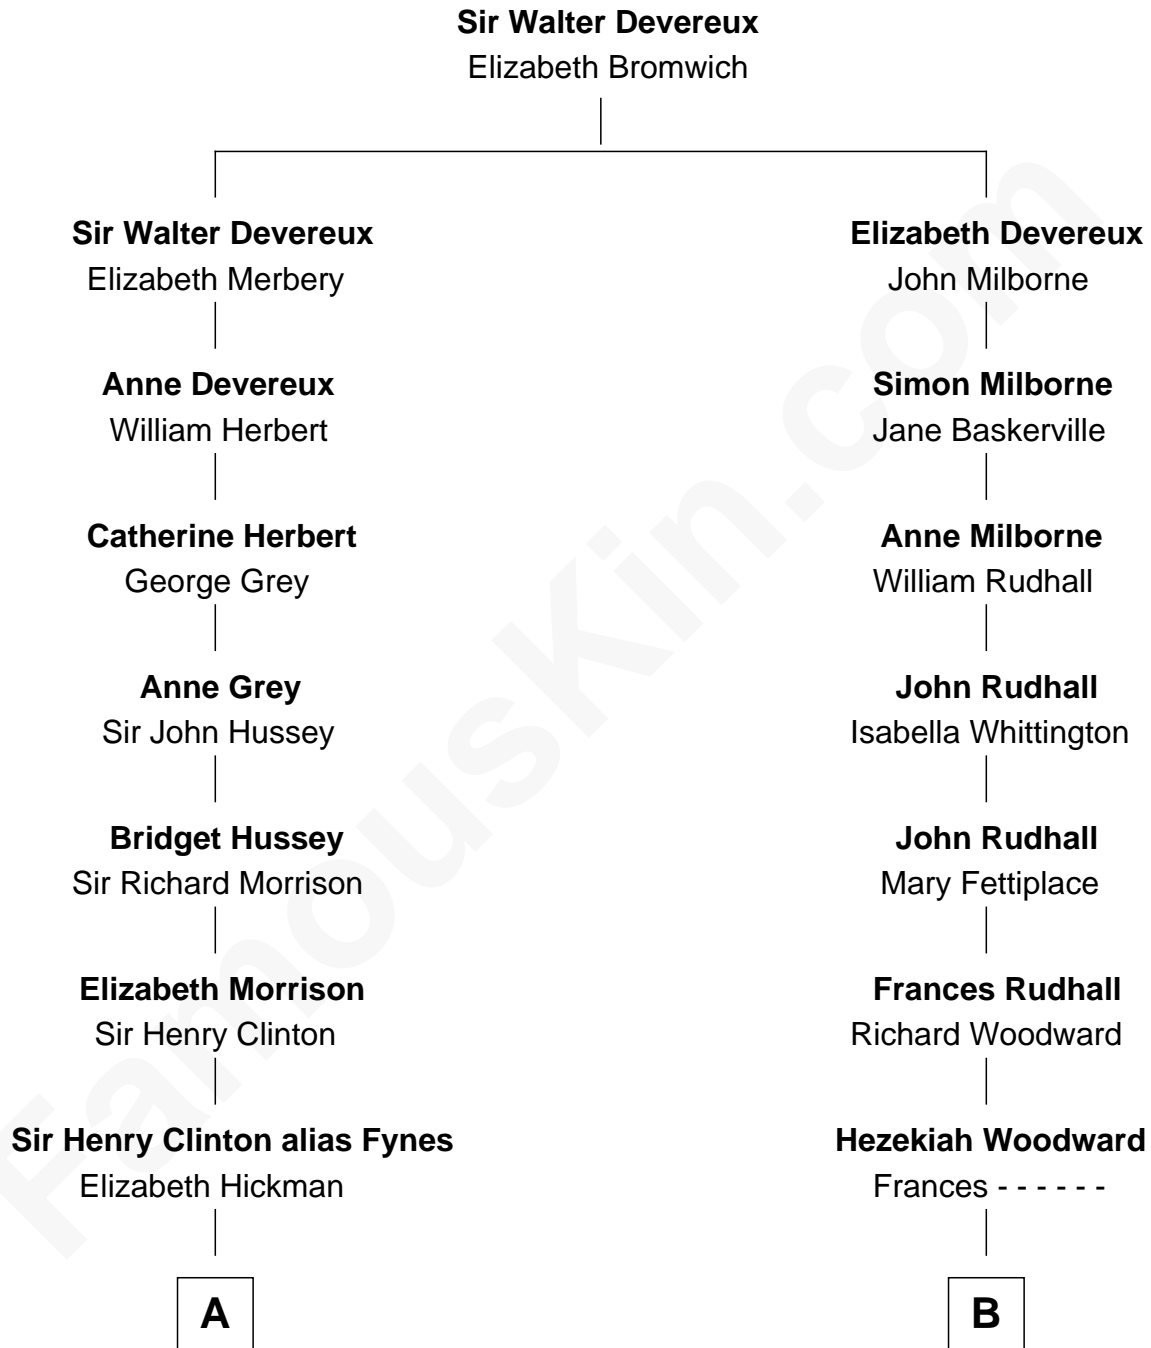 Sir Walter Devereux
Elizabeth Bromwich
Sir Walter Devereux
Elizabeth Merbery
Anne Devereux
William Herbert
Catherine Herbert
George Grey
Anne Grey
Sir John Hussey
Bridget Hussey
Sir Richard Morrison
Elizabeth Morrison
Sir Henry Clinton
Sir Henry Clinton alias Fynes
Elizabeth Hickman
A
Elizabeth Devereux
John Milborne
Simon Milborne
Jane Baskerville
Anne Milborne
William Rudhall
John Rudhall
Isabella Whittington
John Rudhall
Mary Fettiplace
Frances Rudhall
Richard Woodward
Hezekiah Woodward
Frances - - - - - -
B
FamousKin.com